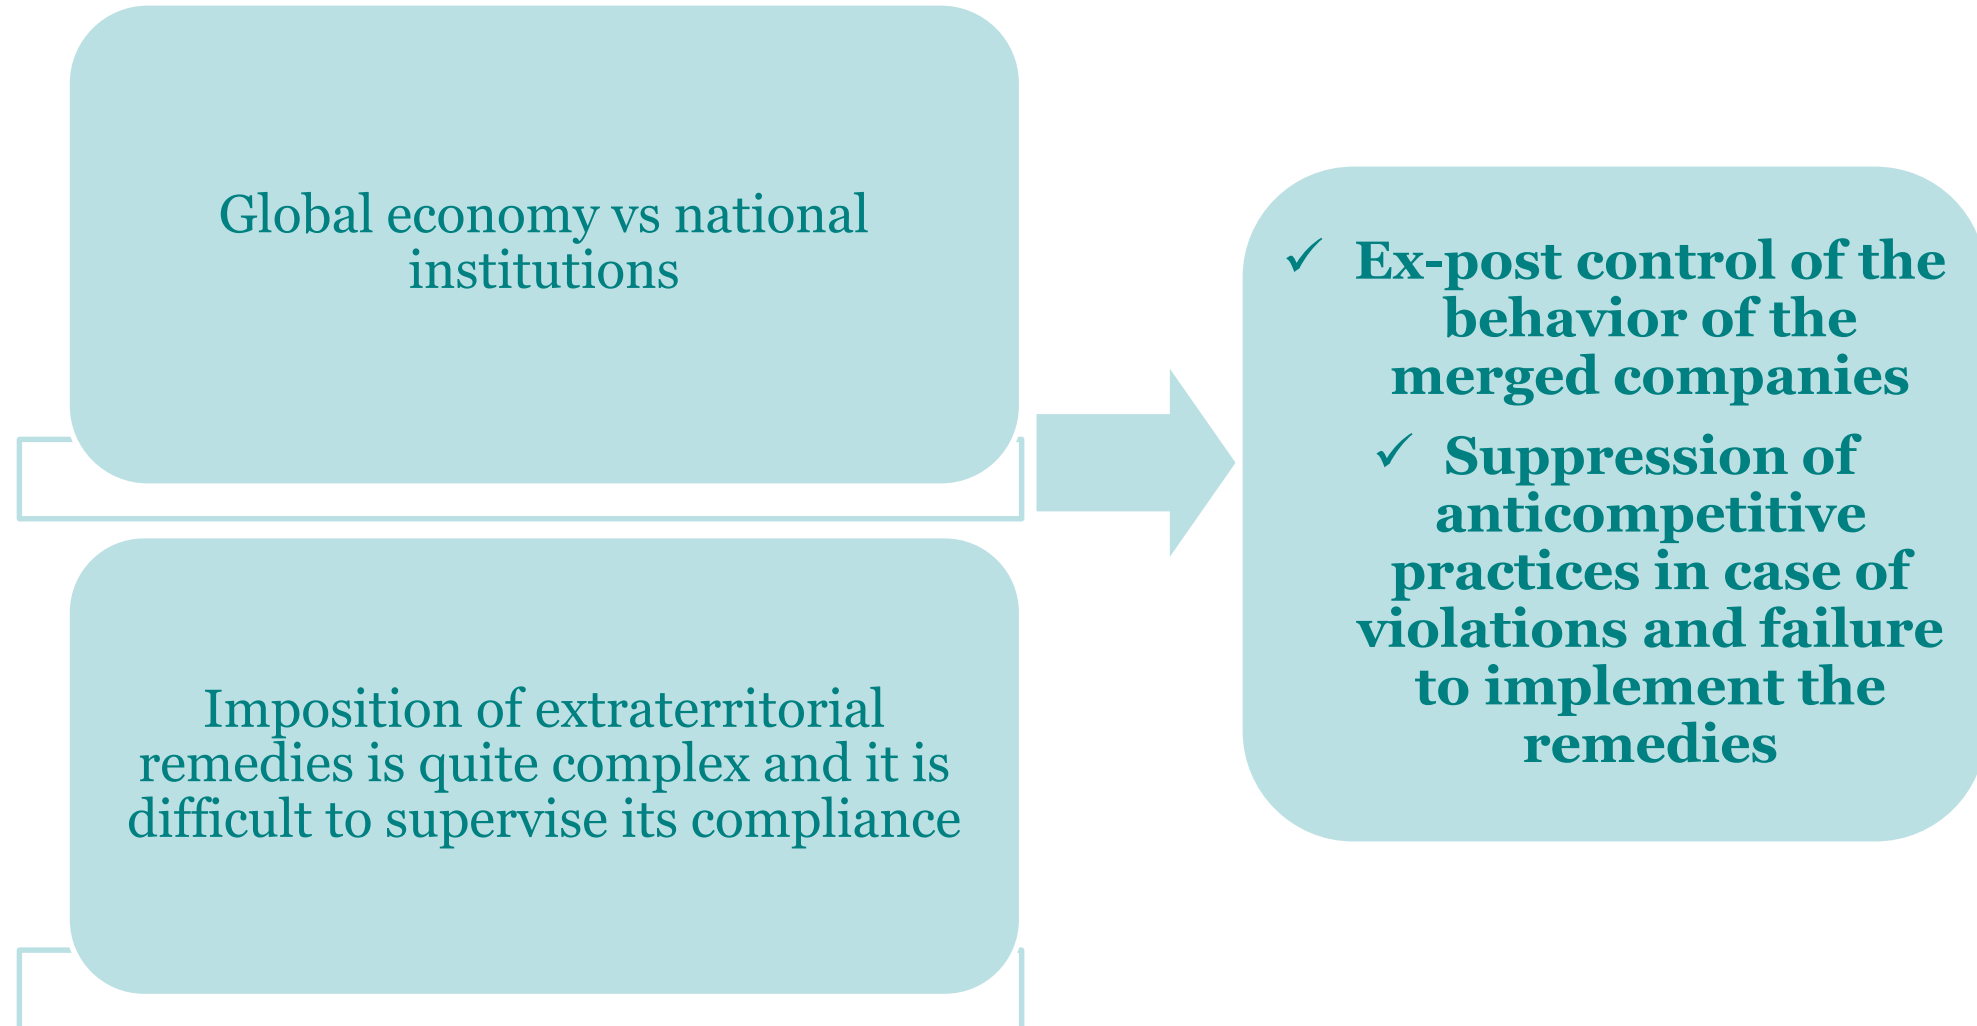 Global economy vs national
institutions
Imposition of extraterritorial
remedies is quite complex and it is
difficult to supervise its compliance
✓ Ex-post control of the
behavior of the
merged companies
✓ Suppression of
anticompetitive
practices in case of
violations and failure
to implement the
remedies